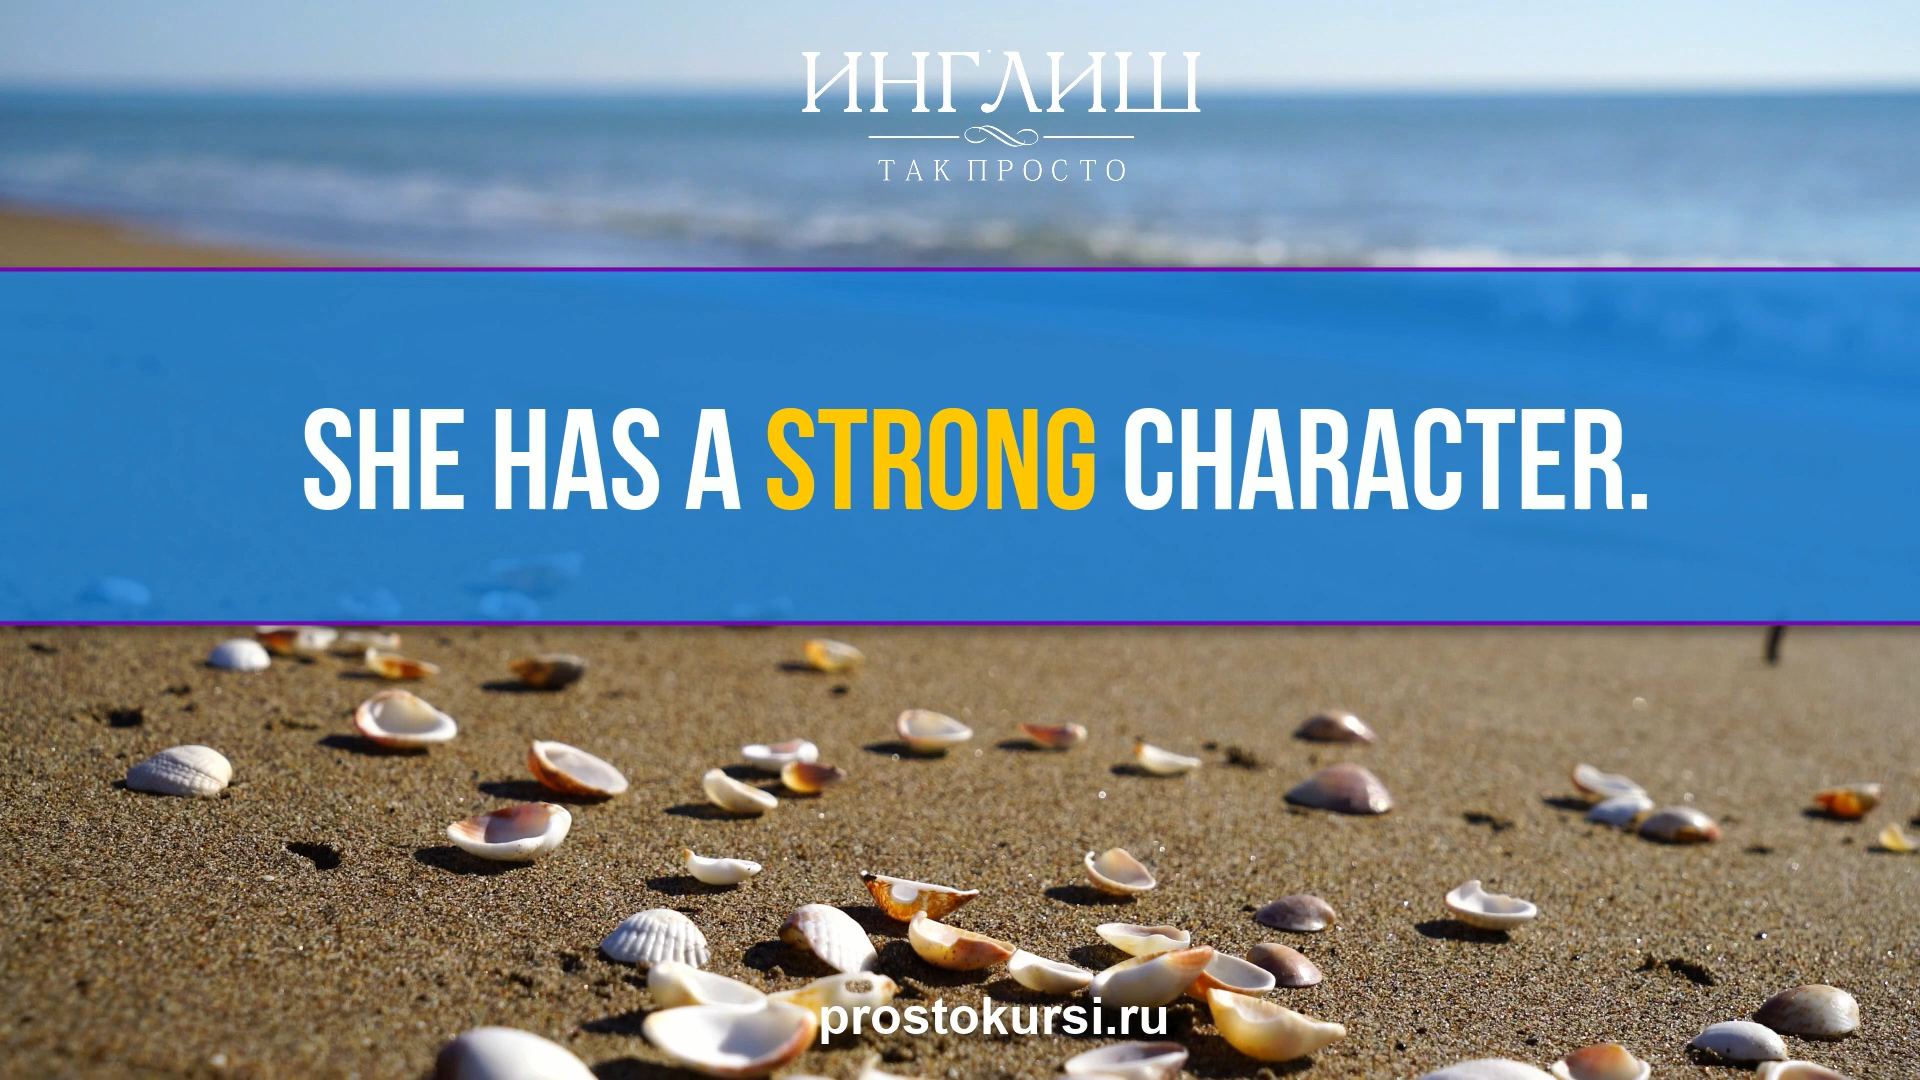 ИНГЛИШ
ТАК ПРОСТО
SHE HAS A STRONG CHARACTER.
prostokursi.ru